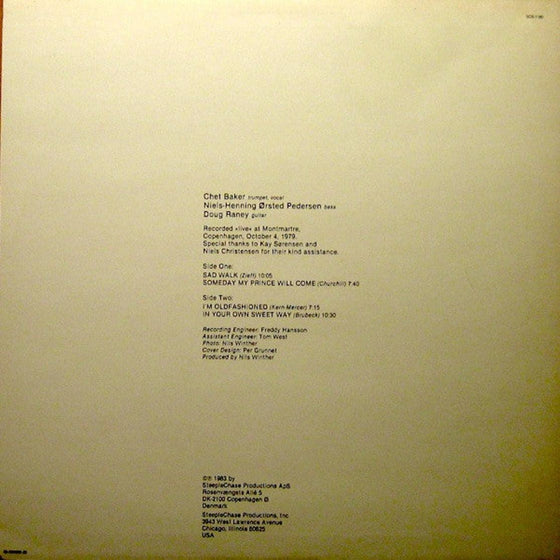 Chet Baker trumpet, vocal
Niels-Henning Ørsted Pedersen bass
Doug Raney guitar
Recorded »live« at Montmartre,
Copenhagen, October 4, 1979.
Special thanks to Kay Sørensen and
Niels Christensen for their kind assistance.
Side One:
SAD WALK (Zieff) 10:05
SOMEDAY MY PRINCE WILL COME (Churchill) 7:40
Side Two:
I'M OLDFASHIONED (Kern-Mercer) 7:15
IN YOUR OWN SWEET WAY (Brubeck) 10:30
Recording Engineer: Freddy Hansson
Assistent Engineer: Tom West
Photo: Nils Winther
Cover Design: Per Grunnet
Produced by Nils Winther
©℗ 1983 by
SteepleChase Productions ApS
Rosenvængets Allé 5
DK-2100 Copenhagen Ø
Denmark
SteepleChase Productions, Inc
3943 West Lawrence Avenue
Chicago, Illinois 60625
USA